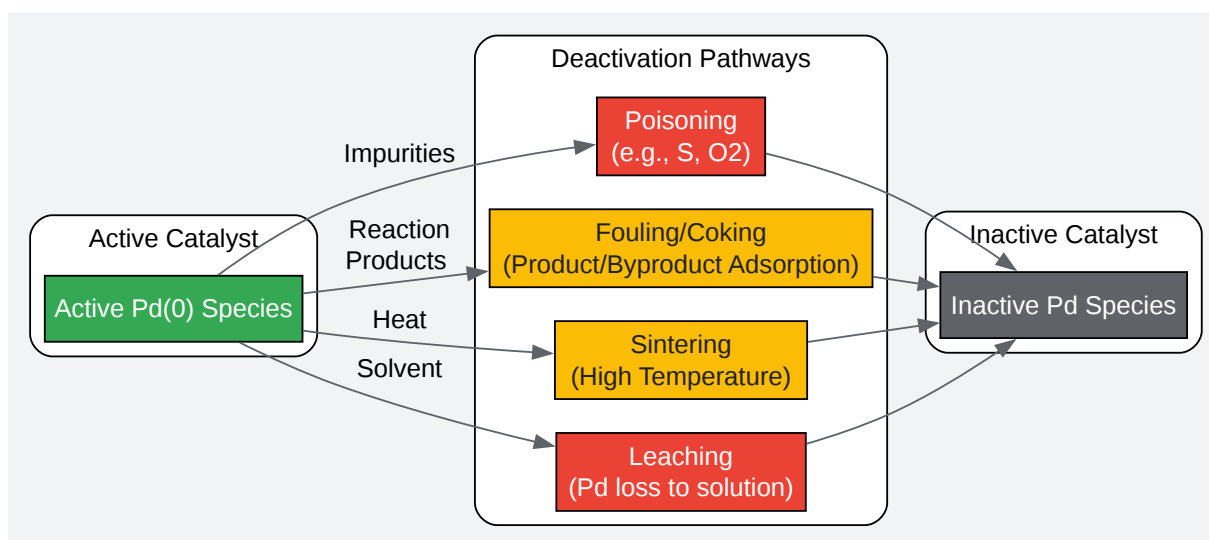 Deactivation Pathways
Poisoning
(e.g., S, O2)
Impurities
Active Catalyst
Reaction
Products
Fouling/Coking
(Product/Byproduct Adsorption)
Inactive Catalyst
Active Pd(0) Species
Inactive Pd Species
Heat
Sintering
(High Temperature)
Solvent
Leaching
(Pd loss to solution)